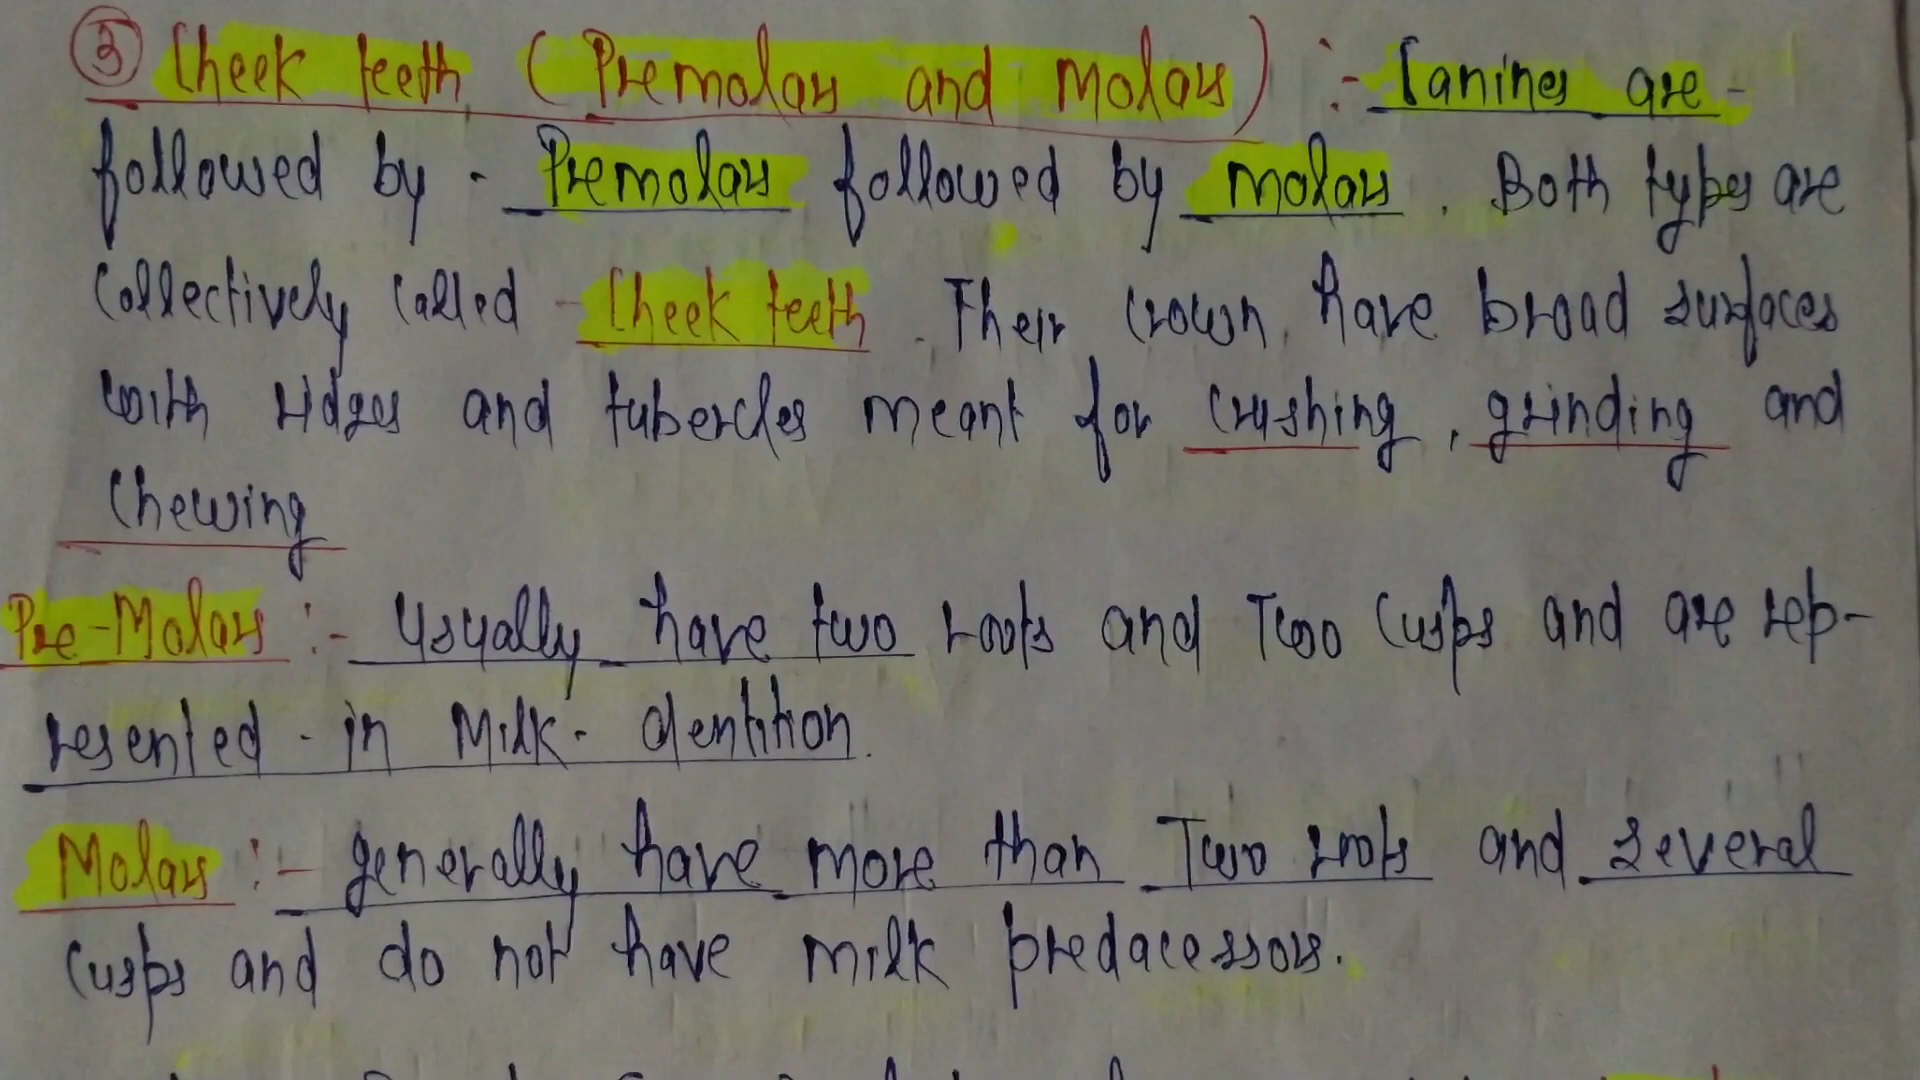 ③ Cheek teeth (Premolars and Molars) :- Canines are-
followed by - Premolars followed by molars. Both types are
collectively called - Cheek teeth. Their crown have broad surfaces
with ridges and tubercles meant for crushing, grinding and
chewing
Pre-Molars :- Usually have two roots and Two cusps and are rep-
resented - in Milk - dentition.
Molars :- generally have more than Two roots and several
cusps and do not have milk predacessors.